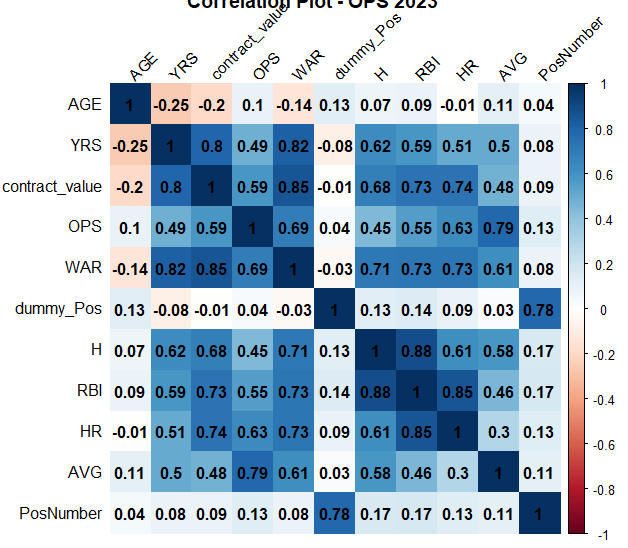 Correlation Plot - OPS 2023
AGE YRS contract_value OPS WAR dummy_Pos H RBI HR AVG PosNumber
AGE 1 -0.25 -0.2 0.1 -0.14 0.13 0.07 0.09 -0.01 0.11 0.04
YRS -0.25 1 0.8 0.49 0.82 -0.08 0.62 0.59 0.51 0.5 0.08
contract_value -0.2 0.8 1 0.59 0.85 -0.01 0.68 0.73 0.74 0.48 0.09
OPS 0.1 0.49 0.59 1 0.69 0.04 0.45 0.55 0.63 0.79 0.13
WAR -0.14 0.82 0.85 0.69 1 -0.03 0.71 0.73 0.73 0.61 0.08
dummy_Pos 0.13 -0.08 -0.01 0.04 -0.03 1 0.13 0.14 0.09 0.03 0.78
H 0.07 0.62 0.68 0.45 0.71 0.13 1 0.88 0.61 0.58 0.17
RBI 0.09 0.59 0.73 0.55 0.73 0.14 0.88 1 0.85 0.46 0.17
HR -0.01 0.51 0.74 0.63 0.73 0.09 0.61 0.85 1 0.3 0.13
AVG 0.11 0.5 0.48 0.79 0.61 0.03 0.58 0.46 0.3 1 0.11
PosNumber 0.04 0.08 0.09 0.13 0.08 0.78 0.17 0.17 0.13 0.11 1
1
0.8
0.6
0.4
0.2
0
-0.2
-0.4
-0.6
-0.8
-1